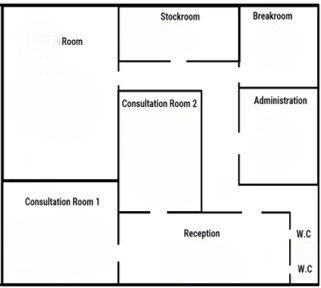 Stockroom
Breakroom
Room
Consultation Room 2
Administration
Consultation Room 1
Reception
W.C
W.C